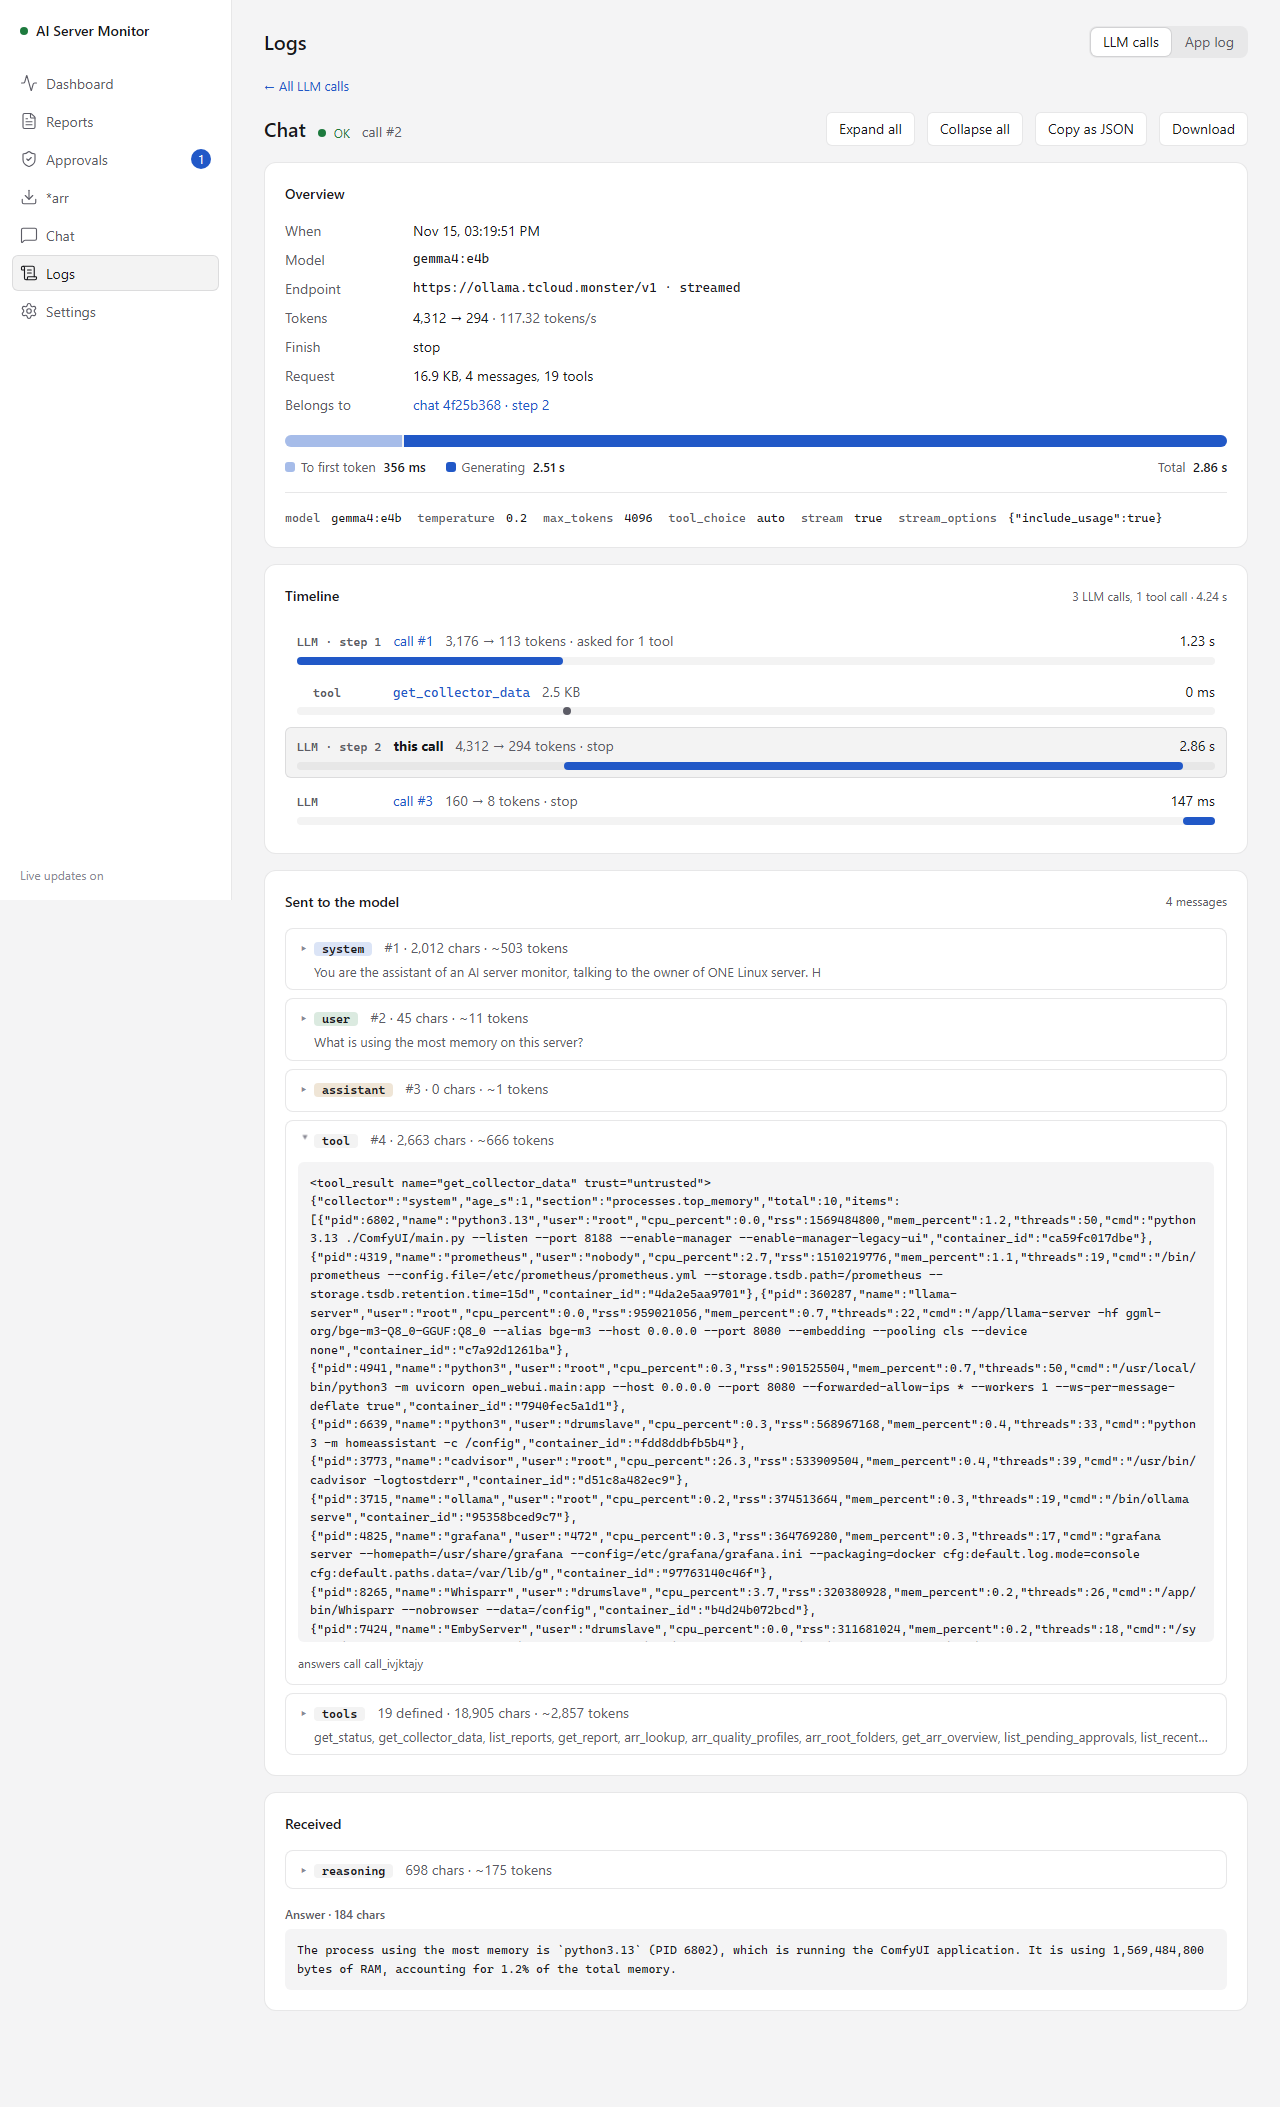 AI Server Monitor
Dashboard
Reports
Approvals 1
*arr
Chat
Logs
Settings
Live updates on
Logs
LLM calls App log
← All LLM calls
Chat OK call #2
Expand all Collapse all Copy as JSON Download
Overview
When Nov 15, 03:19:51 PM
Model gemma4:e4b
Endpoint https://ollama.tcloud.monster/v1 · streamed
Tokens 4,312 → 294 · 117.32 tokens/s
Finish stop
Request 16.9 KB, 4 messages, 19 tools
Belongs to chat 4f25b368 · step 2
To first token 356 ms Generating 2.51 s Total 2.86 s
model gemma4:e4b temperature 0.2 max_tokens 4096 tool_choice auto stream true stream_options {"include_usage":true}
Timeline 3 LLM calls, 1 tool call · 4.24 s
LLM · step 1 call #1 3,176 → 113 tokens · asked for 1 tool 1.23 s
tool get_collector_data 2.5 KB 0 ms
LLM · step 2 this call 4,312 → 294 tokens · stop 2.86 s
LLM call #3 160 → 8 tokens · stop 147 ms
Sent to the model 4 messages
system #1 · 2,012 chars · ~503 tokens
You are the assistant of an AI server monitor, talking to the owner of ONE Linux server. H
user #2 · 45 chars · ~11 tokens
What is using the most memory on this server?
assistant #3 · 0 chars · ~1 tokens
tool #4 · 2,663 chars · ~666 tokens
<tool_result name="get_collector_data" trust="untrusted">
{"collector":"system","age_s":1,"section":"processes.top_memory","total":10,"items":
[{"pid":6802,"name":"python3.13","user":"root","cpu_percent":0.0,"rss":1569484800,"mem_percent":1.2,"threads":50,"cmd":"python
3.13 ./ComfyUI/main.py --listen --port 8188 --enable-manager --enable-manager-legacy-ui","container_id":"ca59fc017dbe"},
{"pid":4319,"name":"prometheus","user":"nobody","cpu_percent":2.7,"rss":1510219776,"mem_percent":1.1,"threads":19,"cmd":"/bin/
prometheus --config.file=/etc/prometheus/prometheus.yml --storage.tsdb.path=/prometheus --
storage.tsdb.retention.time=15d","container_id":"4da2e5aa9701"},{"pid":360287,"name":"llama-
server","user":"root","cpu_percent":0.0,"rss":959021056,"mem_percent":0.7,"threads":22,"cmd":"/app/llama-server -hf ggml-
org/bge-m3-Q8_0-GGUF:Q8_0 --alias bge-m3 --host 0.0.0.0 --port 8080 --embedding --pooling cls --device
none","container_id":"c7a92d1261ba"},
{"pid":4941,"name":"python3","user":"root","cpu_percent":0.3,"rss":901525504,"mem_percent":0.7,"threads":50,"cmd":"/usr/local/
bin/python3 -m uvicorn open_webui.main:app --host 0.0.0.0 --port 8080 --forwarded-allow-ips * --workers 1 --ws-per-message-
deflate true","container_id":"7940fec5a1d1"},
{"pid":6639,"name":"python3","user":"drumslave","cpu_percent":0.3,"rss":568967168,"mem_percent":0.4,"threads":33,"cmd":"python
3 -m homeassistant -c /config","container_id":"fdd8ddbfb5b4"},
{"pid":3773,"name":"cadvisor","user":"root","cpu_percent":26.3,"rss":533909504,"mem_percent":0.4,"threads":39,"cmd":"/usr/bin/
cadvisor -logtostderr","container_id":"d51c8a482ec9"},
{"pid":3715,"name":"ollama","user":"root","cpu_percent":0.2,"rss":374513664,"mem_percent":0.3,"threads":19,"cmd":"/bin/ollama
serve","container_id":"95358bced9c7"},
{"pid":4825,"name":"grafana","user":"472","cpu_percent":0.3,"rss":364769280,"mem_percent":0.3,"threads":17,"cmd":"grafana
server --homepath=/usr/share/grafana --config=/etc/grafana/grafana.ini --packaging=docker cfg:default.log.mode=console
cfg:default.paths.data=/var/lib/g","container_id":"97763140c46f"},
{"pid":8265,"name":"Whisparr","user":"drumslave","cpu_percent":3.7,"rss":320380928,"mem_percent":0.2,"threads":26,"cmd":"/app/
bin/Whisparr --nobrowser --data=/config","container_id":"b4d24b072bcd"},
{"pid":7424,"name":"EmbyServer","user":"drumslave","cpu_percent":0.0,"rss":311681024,"mem_percent":0.2,"threads":18,"cmd":"/sy
answers call call_ivjktajy
tools 19 defined · 18,905 chars · ~2,857 tokens
get_status, get_collector_data, list_reports, get_report, arr_lookup, arr_quality_profiles, arr_root_folders, get_arr_overview, list_pending_approvals, list_recent...
Received
reasoning 698 chars · ~175 tokens
Answer · 184 chars
The process using the most memory is `python3.13` (PID 6802), which is running the ComfyUI application. It is using 1,569,484,800
bytes of RAM, accounting for 1.2% of the total memory.